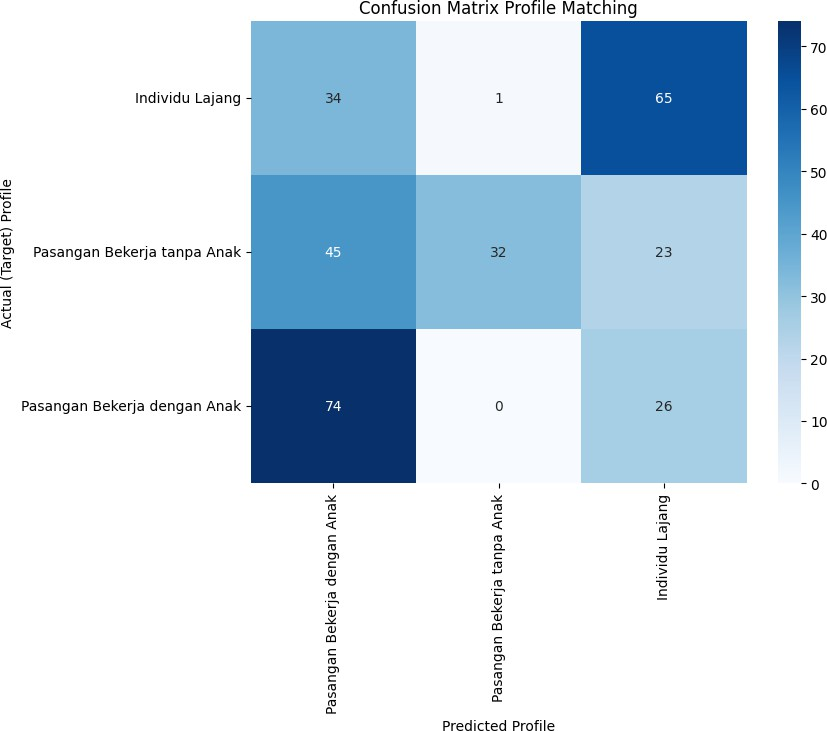 Confusion Matrix Profile Matching
Actual (Target) Profile
Individu Lajang
34 1 65
Pasangan Bekerja tanpa Anak
45 32 23
Pasangan Bekerja dengan Anak
74 0 26
Pasangan Bekerja dengan Anak
Pasangan Bekerja tanpa Anak
Individu Lajang
Predicted Profile
70
60
50
40
30
20
10
0